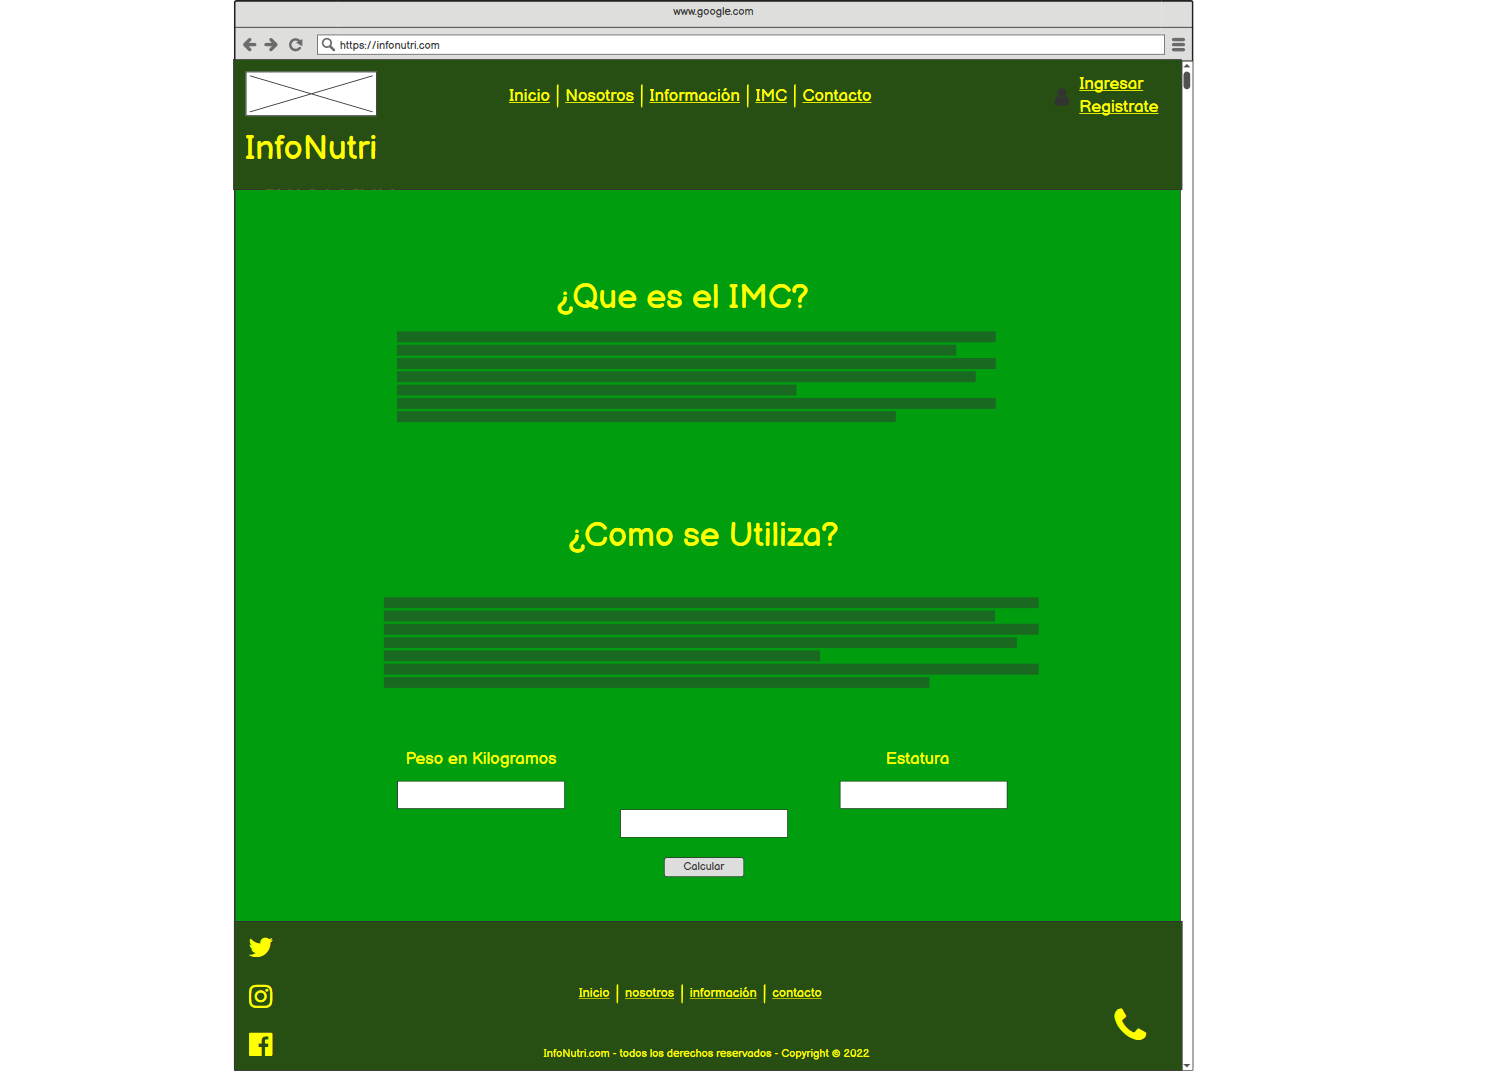 www.google.com
https://infonutri.com
Inicio | Nosotros | Información | IMC | Contacto
Ingresar
Registrate
InfoNutri
¿Que es el IMC?
¿Como se Utiliza?
Peso en Kilogramos
Estatura
Calcular
Inicio | nosotros | información | contacto
InfoNutri.com - todos los derechos reservados - Copyright © 2022